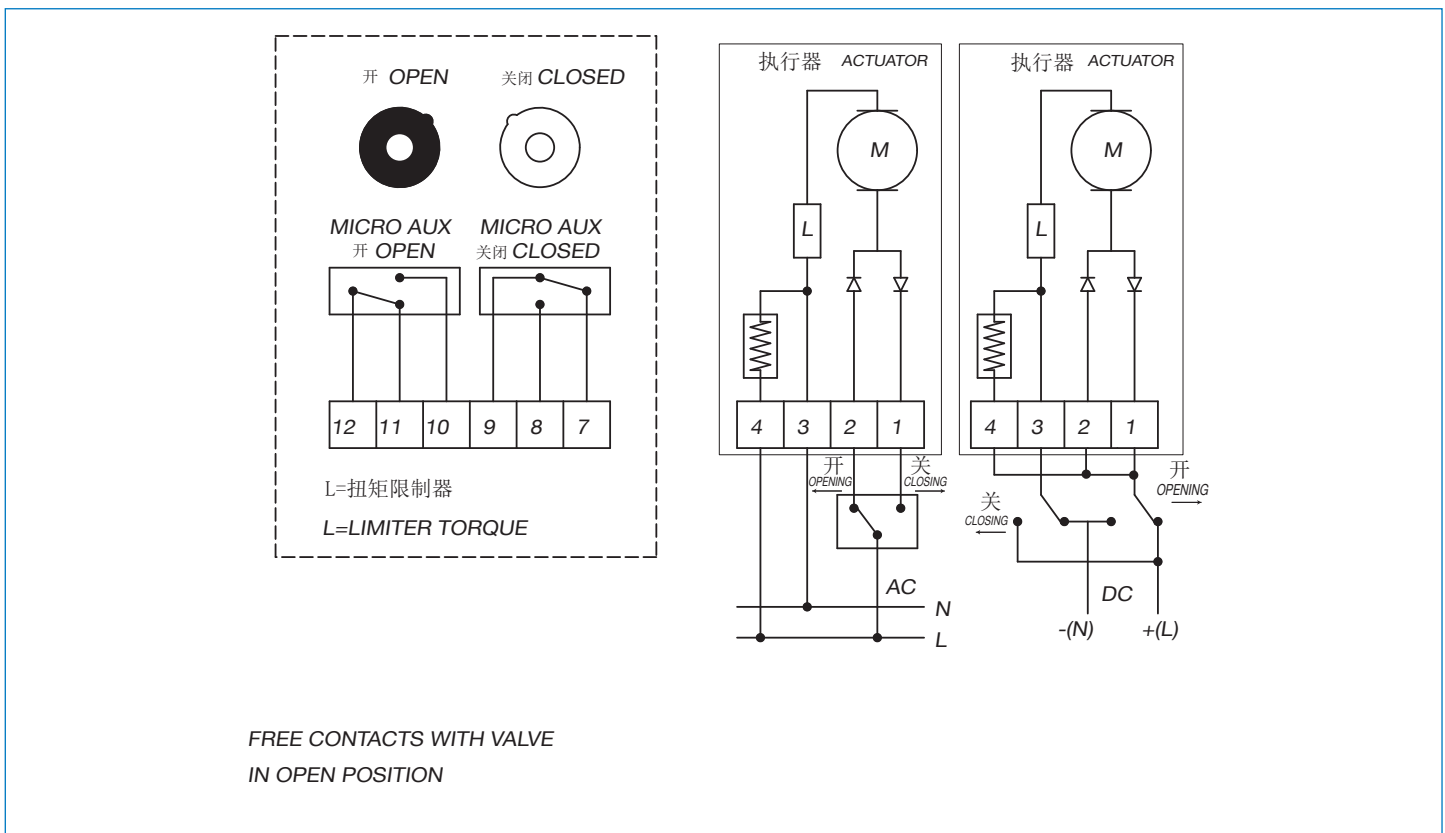 开 OPEN
关闭 CLOSED
MICRO AUX
开 OPEN
MICRO AUX
关闭 CLOSED
12 11 10 9 8 7
L=扭矩限制器
L=LIMITER TORQUE
执行器 ACTUATOR
M
L
4 3 2 1
开
OPENING
关
CLOSING
AC
N
L
执行器 ACTUATOR
M
L
4 3 2 1
开
OPENING
关
CLOSING
DC
-(N) +(L)
FREE CONTACTS WITH VALVE
IN OPEN POSITION